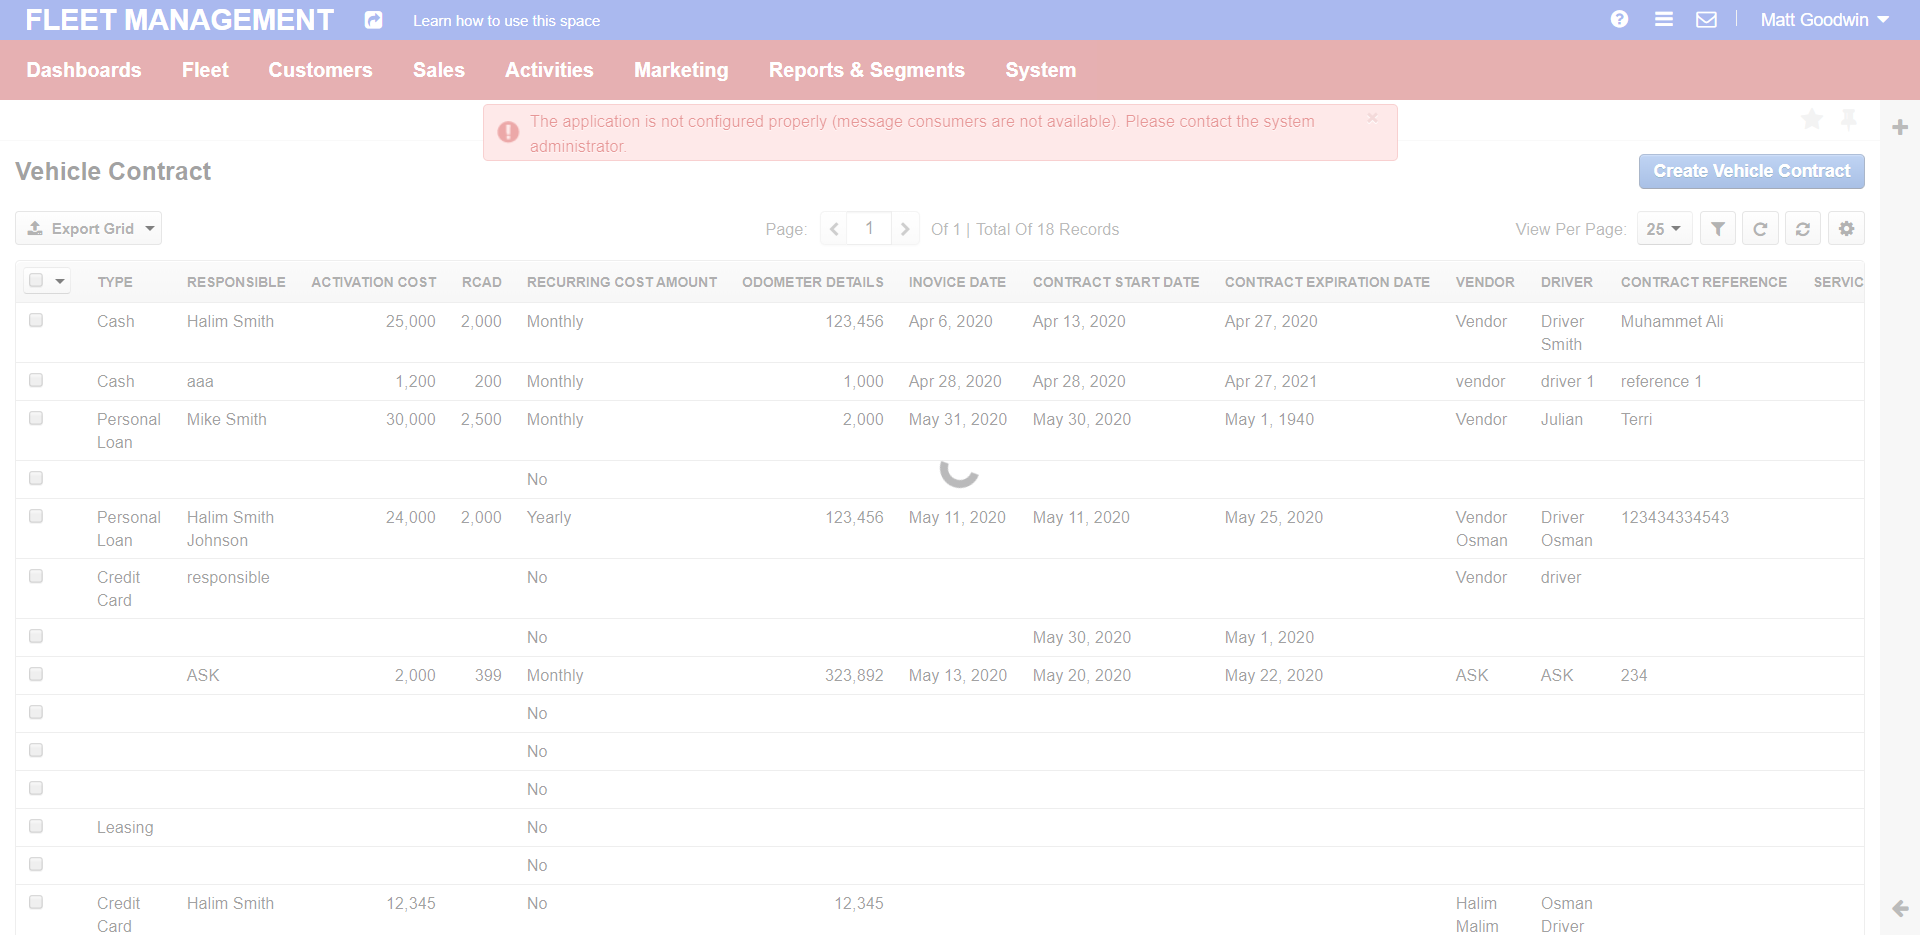 FLEET MANAGEMENT Learn how to use this space Matt Goodwin
Dashboards Fleet Customers Sales Activities Marketing Reports & Segments System
The application is not configured properly (message consumers are not available). Please contact the system ×
administrator.
Vehicle Contract Create Vehicle Contract
Export Grid Page: 1 Of 1 | Total Of 18 Records View Per Page: 25
TYPE RESPONSIBLE ACTIVATION COST RCAD RECURRING COST AMOUNT ODOMETER DETAILS INOVICE DATE CONTRACT START DATE CONTRACT EXPIRATION DATE VENDOR DRIVER CONTRACT REFERENCE SERVIC
Cash Halim Smith 25,000 2,000 Monthly 123,456 Apr 6, 2020 Apr 13, 2020 Apr 27, 2020 Vendor Driver Muhammet Ali
Smith
Cash aaa 1,200 200 Monthly 1,000 Apr 28, 2020 Apr 28, 2020 Apr 27, 2021 vendor driver 1 reference 1
Personal Mike Smith 30,000 2,500 Monthly 2,000 May 31, 2020 May 30, 2020 May 1, 1940 Vendor Julian Terri
Loan
No
Personal Halim Smith 24,000 2,000 Yearly 123,456 May 11, 2020 May 11, 2020 May 25, 2020 Vendor Driver 123434334543
Loan Johnson Osman Osman
Credit responsible No Vendor driver
Card
No May 30, 2020 May 1, 2020
ASK 2,000 399 Monthly 323,892 May 13, 2020 May 20, 2020 May 22, 2020 ASK ASK 234
No
No
No
Leasing No
No
Credit Halim Smith 12,345 No 12,345 Halim Osman
Card Malim Driver